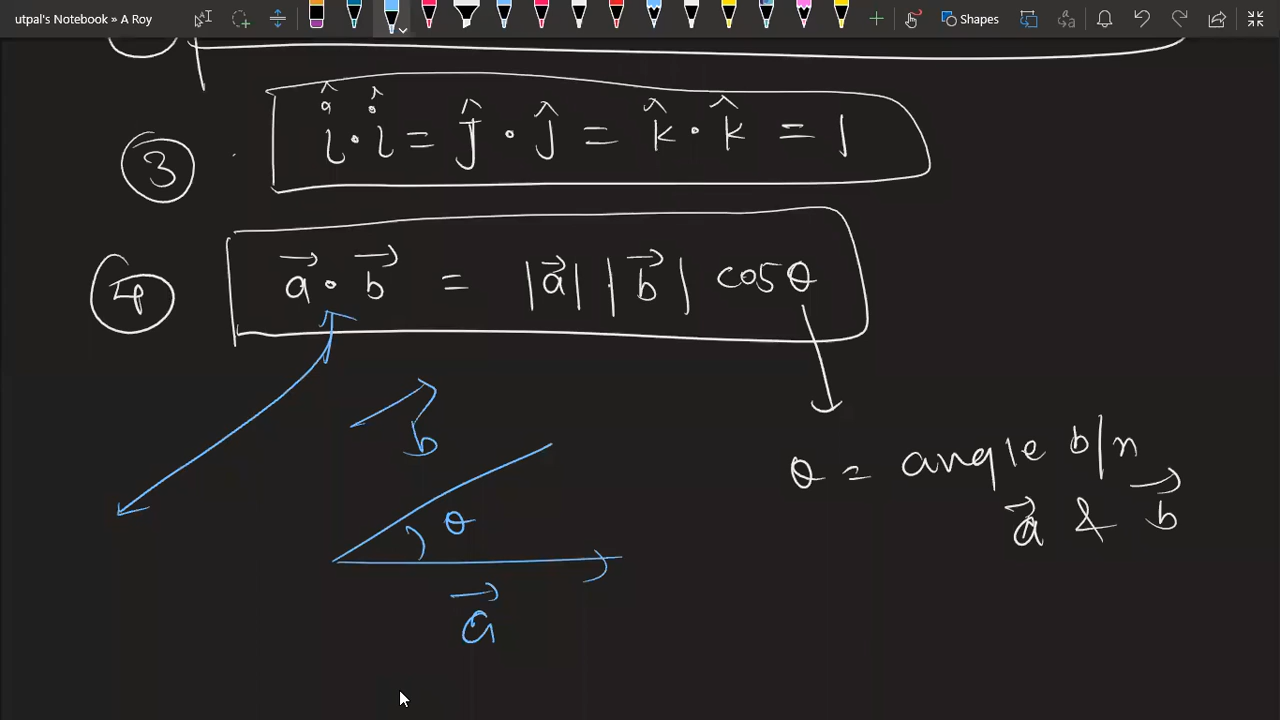 utpal's Notebook » A Roy
Shapes
③ î · î = ĵ · ĵ = k̂ · k̂ = 1
④ a⃗ · b⃗ = |a⃗| |b⃗| cosθ
b⃗
θ
a⃗
θ = angle b/n
a⃗ & b⃗